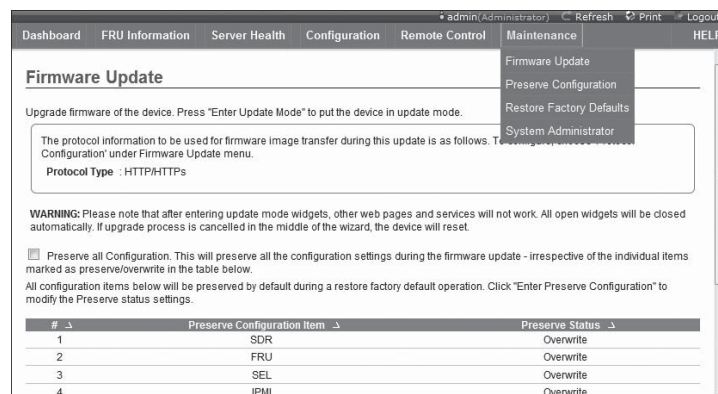 admin(Administrator) Refresh Print Logout
Dashboard FRU Information Server Health Configuration Remote Control Maintenance HELP
Firmware Update
Preserve Configuration
Restore Factory Defaults
System Administrator
Firmware Update
Upgrade firmware of the device. Press "Enter Update Mode" to put the device in update mode.
The protocol information to be used for firmware image transfer during this update is as follows. To
Configuration' under Firmware Update menu.
Protocol Type : HTTP/HTTPs
WARNING: Please note that after entering update mode widgets, other web pages and services will not work. All open widgets will be closed
automatically. If upgrade process is cancelled in the middle of the wizard, the device will reset.
Preserve all Configuration. This will preserve all the configuration settings during the firmware update - irrespective of the individual items
marked as preserve/overwrite in the table below.
All configuration items below will be preserved by default during a restore factory default operation. Click "Enter Preserve Configuration" to
modify the Preserve status settings.
# Preserve Configuration Item Preserve Status
1 SDR Overwrite
2 FRU Overwrite
3 SEL Overwrite
4 IPMI Overwrite